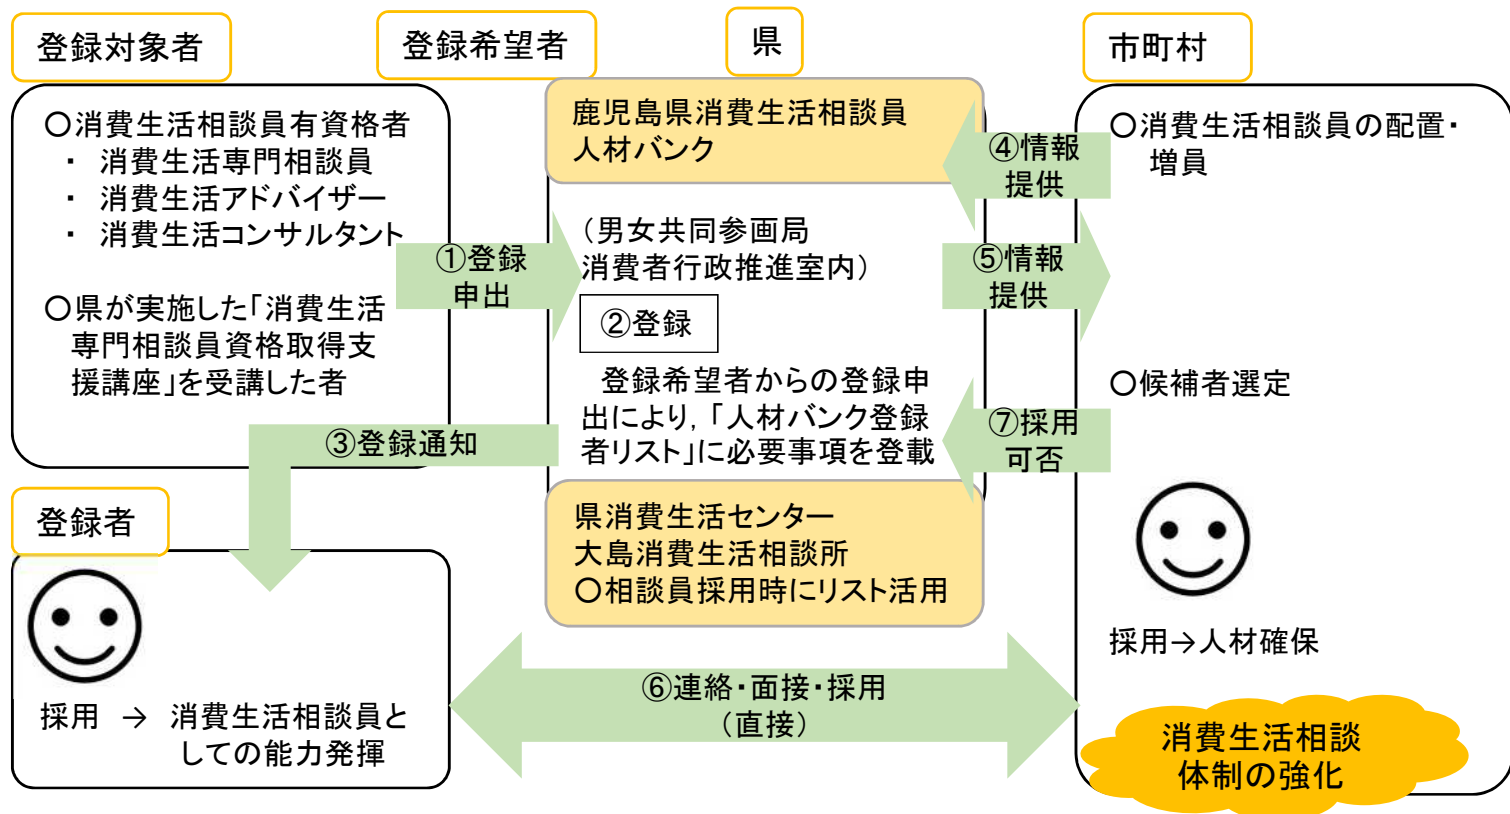 登録対象者
〇消費生活相談員有資格者
・ 消費生活専門相談員
・ 消費生活アドバイザー
・ 消費生活コンサルタント
〇県が実施した「消費生活
専門相談員資格取得支
援講座」を受講した者
登録希望者
①登録
申出
県
鹿児島県消費生活相談員
人材バンク
（男女共同参画局
消費者行政推進室内）
②登録
登録希望者からの登録申
出により，「人材バンク登録
者リスト」に必要事項を登載
③登録通知
県消費生活センター
大島消費生活相談所
〇相談員採用時にリスト活用
④情報
提供
⑤情報
提供
⑦採用
可否
市町村
〇消費生活相談員の配置・
増員
〇候補者選定
採用→人材確保
消費生活相談
体制の強化
登録者
採用 → 消費生活相談員と
しての能力発揮
⑥連絡・面接・採用
（直接）